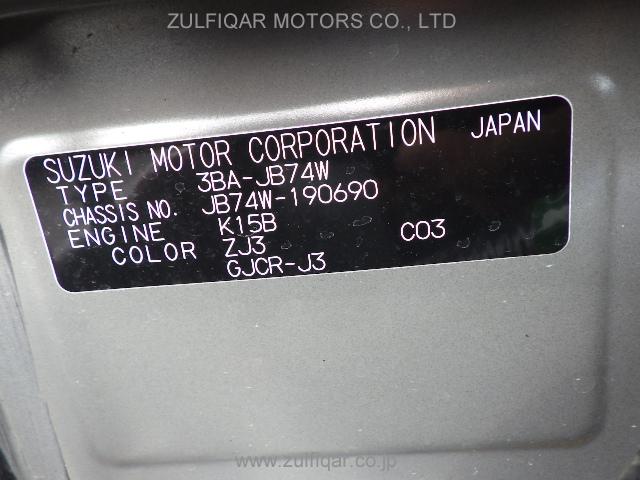 ZULFIQAR MOTORS CO., LTD
SUZUKI MOTOR CORPORATION JAPAN
TYPE 3BA-JB74W
CHASSIS NO. JB74W-190690
ENGINE K15B
COLOR ZJ3 C03
GJCR-J3
www.zulfiqar.co.jp